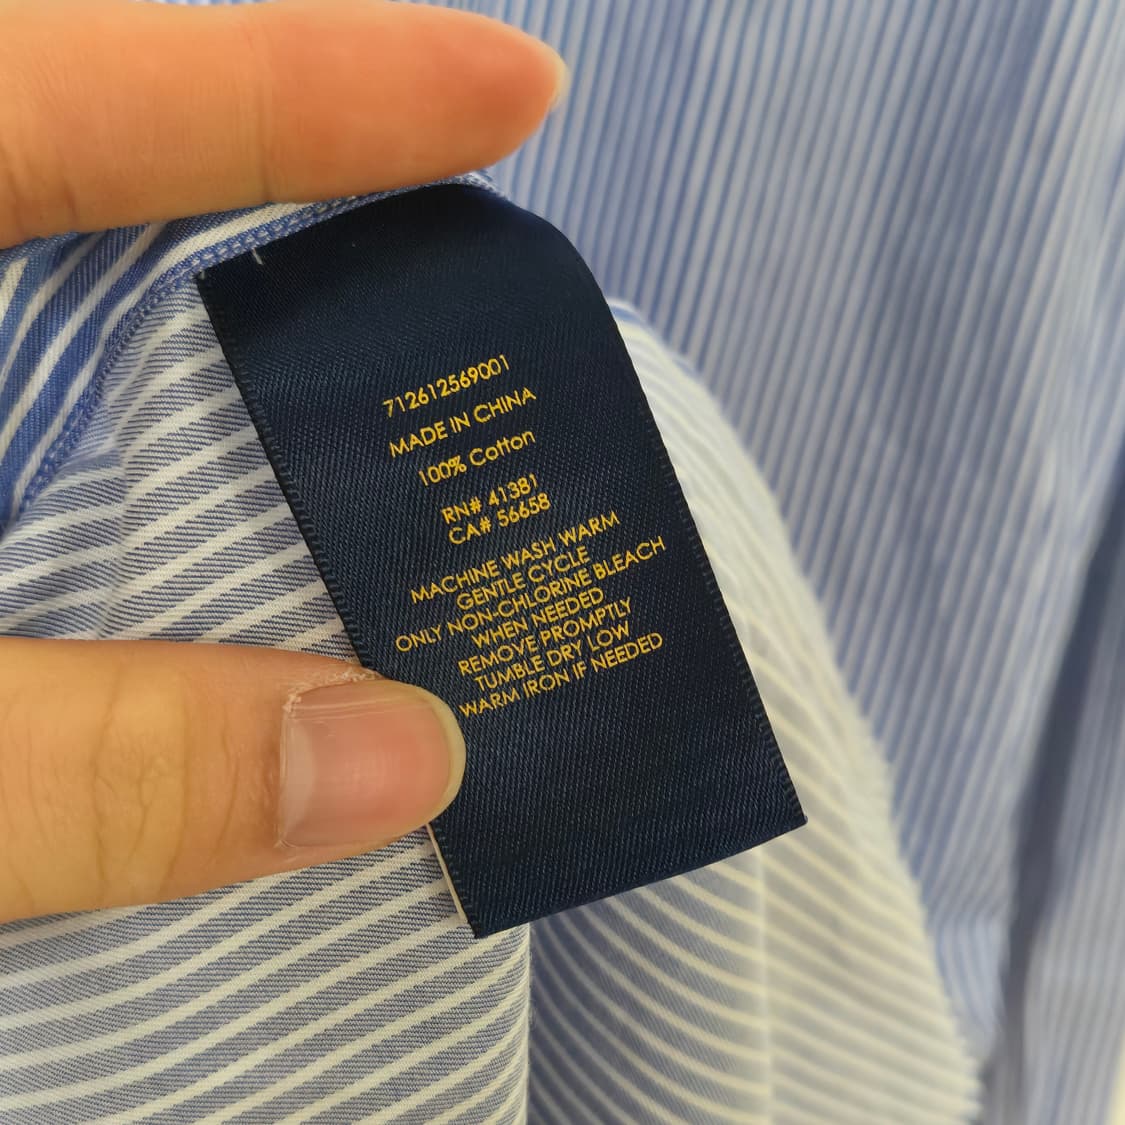 712612569001
MADE IN CHINA
100% Cotton
RN# 41381
CA# 56658
MACHINE WASH WARM
GENTLE CYCLE
ONLY NON-CHLORINE BLEACH
WHEN NEEDED
REMOVE PROMPTLY
TUMBLE DRY LOW
WARM IRON IF NEEDED